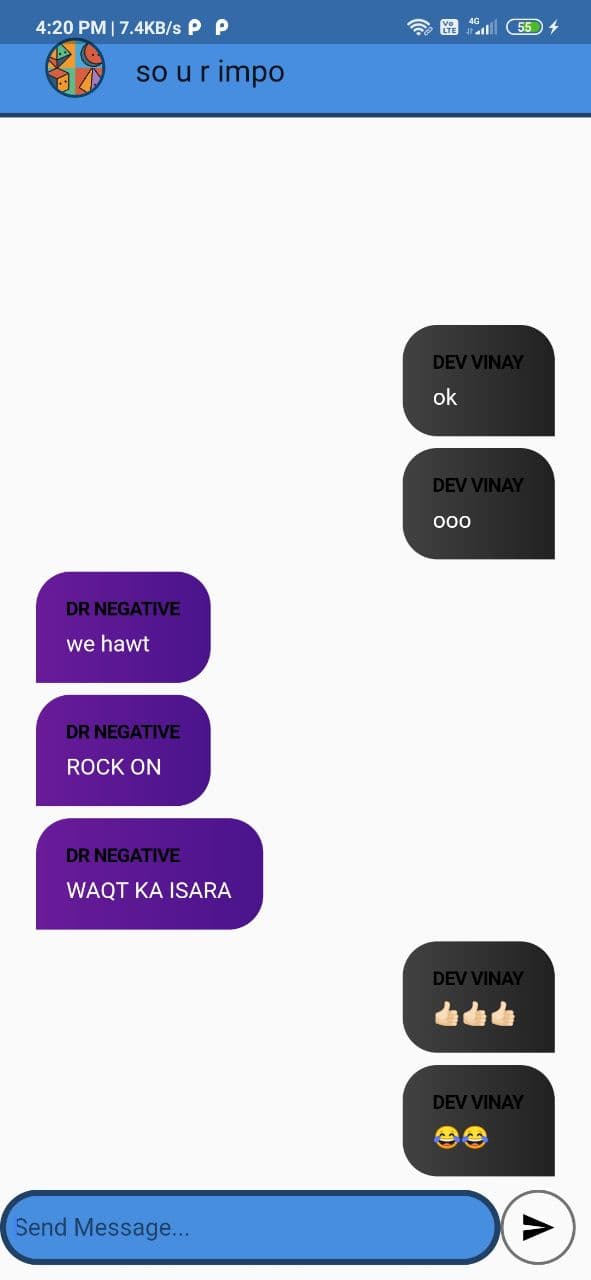 4:20 PM | 7.4KB/s P P
Vo LTE 4G 55
so u r impo
DEV VINAY
ok
DEV VINAY
ooo
DR NEGATIVE
we hawt
DR NEGATIVE
ROCK ON
DR NEGATIVE
WAQT KA ISARA
DEV VINAY
👍🏻👍🏻👍🏻
DEV VINAY
😂😂
Send Message...